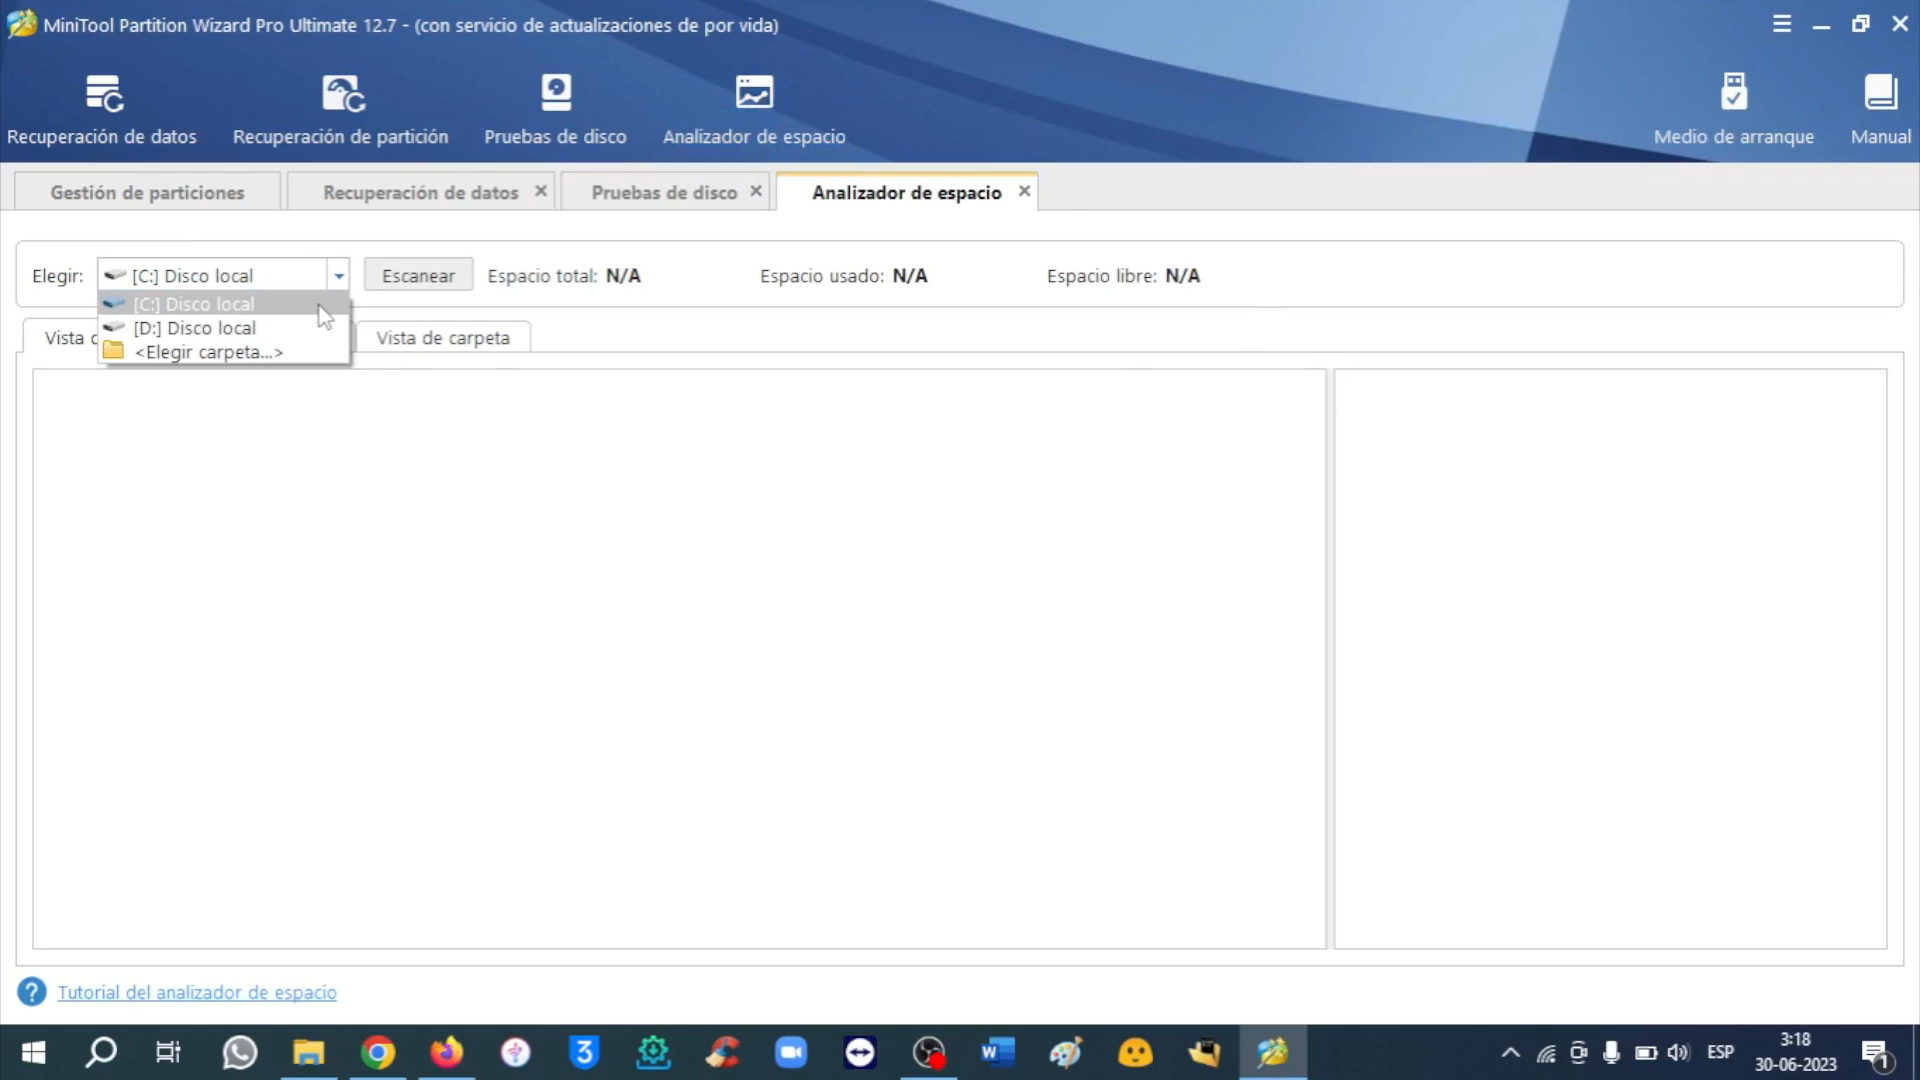 MiniTool Partition Wizard Pro Ultimate 12.7 - (con servicio de actualizaciones de por vida)
Recuperación de datos
Recuperación de partición
Pruebas de disco
Analizador de espacio
Medio de arranque
Manual
Gestión de particiones
Recuperación de datos
Pruebas de disco
Analizador de espacio
Elegir:
[C:] Disco local
Escanear
Espacio total: N/A
Espacio usado: N/A
Espacio libre: N/A
[C:] Disco local
[D:] Disco local
<Elegir carpeta...>
Vista
Vista de carpeta
? Tutorial del analizador de espacio
3
W
ESP
3:18
30-06-2023
1